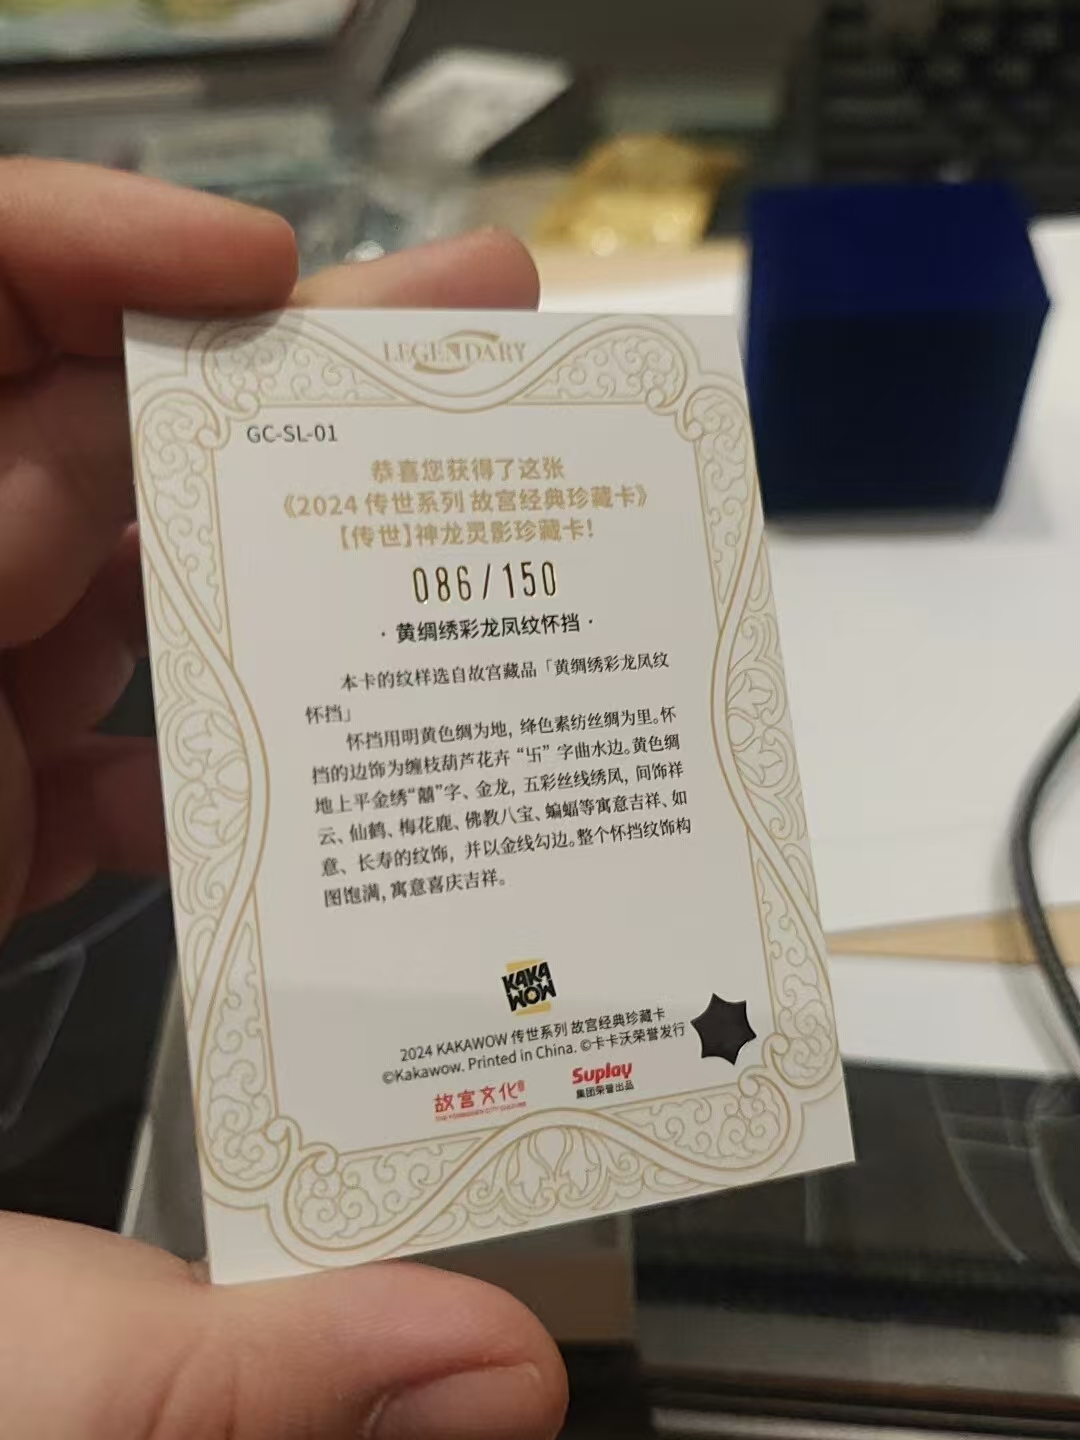 LEGENDARY
GC-SL-01
恭喜您获得了这张
《2024 传世系列 故宫经典珍藏卡》
【传世】神龙灵影珍藏卡！
086/150
·黄绸绣彩龙凤纹怀挡·
本卡的纹样选自故宫藏品「黄绸绣彩龙凤纹
怀挡」
怀挡用明黄色绸为地，绛色素纺丝绸为里。怀
挡的边饰为缠枝葫芦花卉“卐”字曲水边。黄色绸
地上平金绣“囍”字、金龙，五彩丝线绣凤，间饰祥
云、仙鹤、梅花鹿、佛教八宝、蝙蝠等寓意吉祥、如
意、长寿的纹饰，并以金线勾边。整个怀挡纹饰构
图饱满，寓意喜庆吉祥。
KAKA
WOW
2024 KAKAWOW 传世系列 故宫经典珍藏卡
©Kakawow. Printed in China. ©卡卡沃荣誉发行
故宫文化
THE FORBIDDEN CITY CULTURE
Suplay
集团荣誉出品